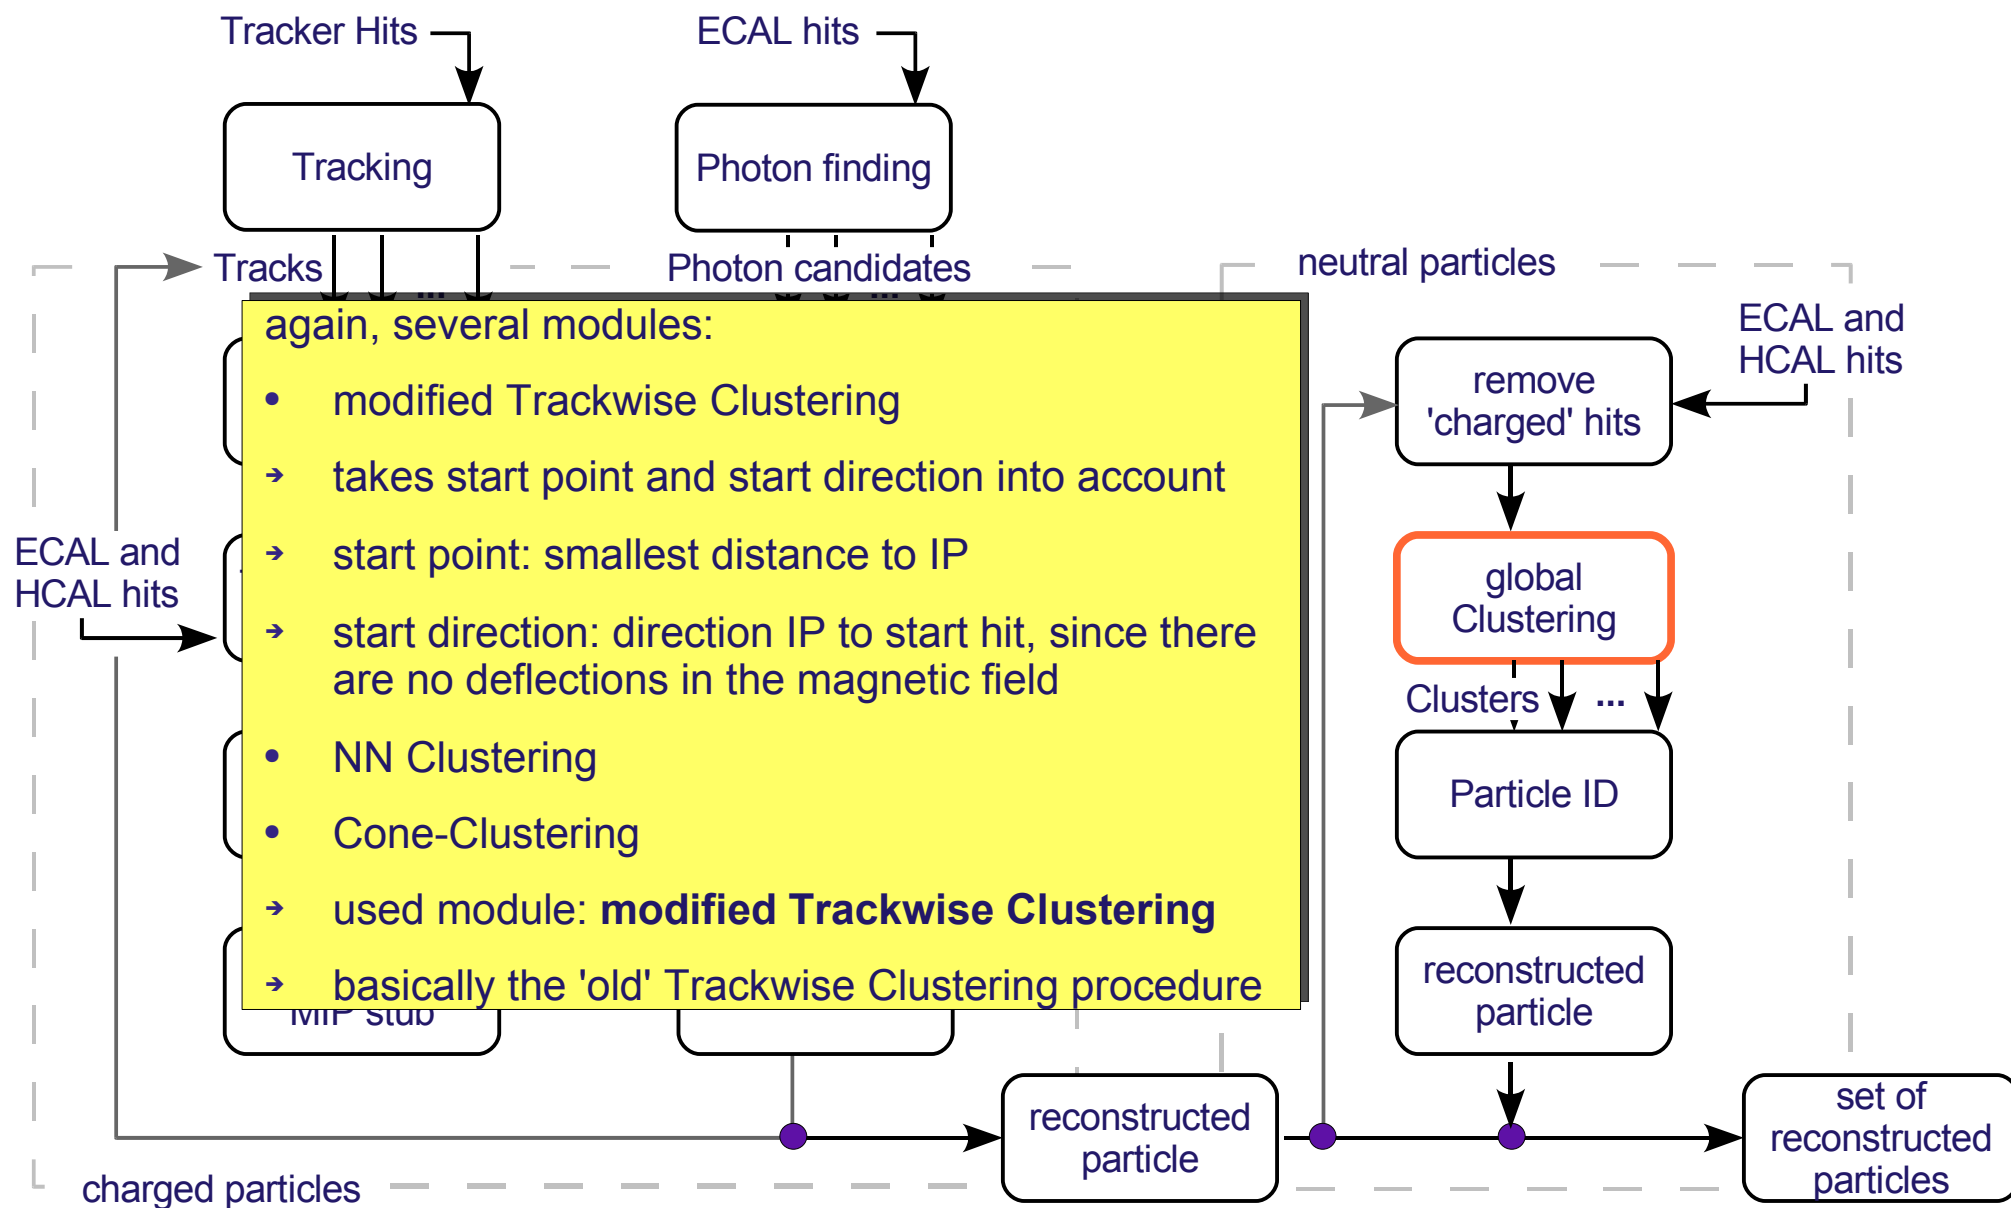 Tracker Hits
ECAL hits
Tracking
Photon finding
Tracks
Photon candidates
neutral particles
...
...
again, several modules:
• modified Trackwise Clustering
➔ takes start point and start direction into account
➔ start point: smallest distance to IP
➔ start direction: direction IP to start hit, since there
are no deflections in the magnetic field
• NN Clustering
• Cone-Clustering
➔ used module: modified Trackwise Clustering
➔ basically the 'old' Trackwise Clustering procedure
MIP stub
ECAL and
HCAL hits
ECAL and
HCAL hits
remove
'charged' hits
global
Clustering
Clusters
...
Particle ID
reconstructed
particle
reconstructed
particle
set of
reconstructed
particles
charged particles